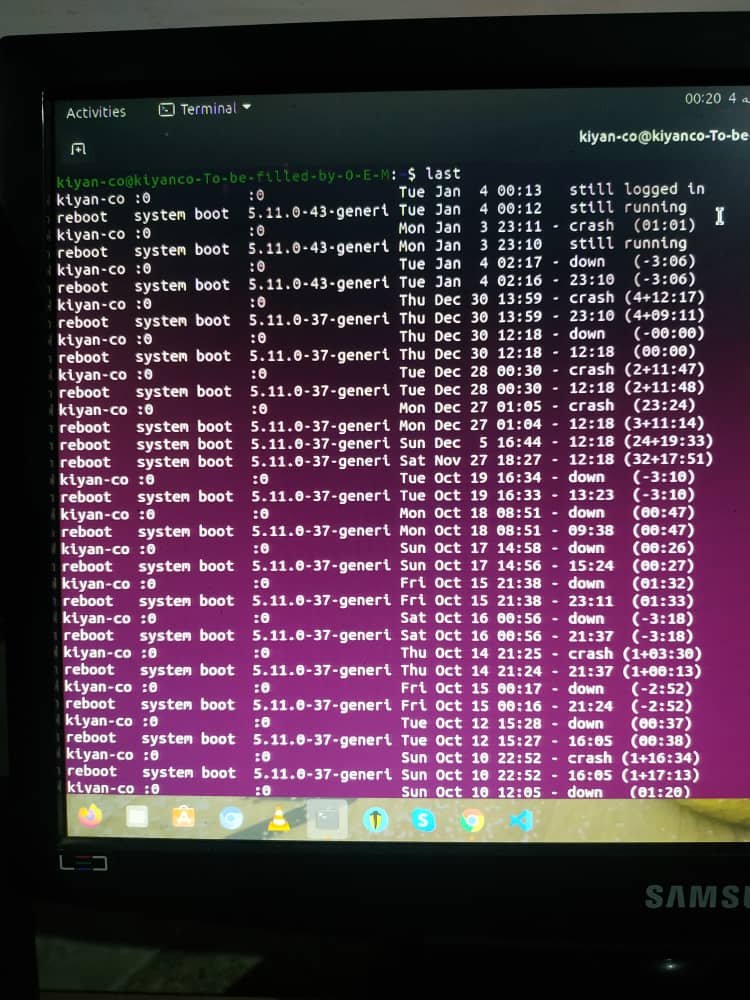 Activities Terminal 00:20 4
kiyan-co@kiyanco-To-be-
kiyan-co@kiyanco-To-be-filled-by-O-E-M:~$ last
kiyan-co :0 :0 Tue Jan 4 00:13 still logged in
reboot system boot 5.11.0-43-generi Tue Jan 4 00:12 still running
kiyan-co :0 :0 Mon Jan 3 23:11 - crash (01:01)
reboot system boot 5.11.0-43-generi Mon Jan 3 23:10 still running
kiyan-co :0 :0 Tue Jan 4 02:17 - down (-3:06)
reboot system boot 5.11.0-43-generi Tue Jan 4 02:16 - 23:10 (-3:06)
kiyan-co :0 :0 Thu Dec 30 13:59 - crash (4+12:17)
reboot system boot 5.11.0-37-generi Thu Dec 30 13:59 - 23:10 (4+09:11)
kiyan-co :0 :0 Thu Dec 30 12:18 - down (-00:00)
reboot system boot 5.11.0-37-generi Thu Dec 30 12:18 - 12:18 (00:00)
kiyan-co :0 :0 Tue Dec 28 00:30 - crash (2+11:47)
reboot system boot 5.11.0-37-generi Tue Dec 28 00:30 - 12:18 (2+11:48)
kiyan-co :0 :0 Mon Dec 27 01:05 - crash (23:24)
reboot system boot 5.11.0-37-generi Mon Dec 27 01:04 - 12:18 (3+11:14)
reboot system boot 5.11.0-37-generi Sun Dec 5 16:44 - 12:18 (24+19:33)
reboot system boot 5.11.0-37-generi Sat Nov 27 18:27 - 12:18 (32+17:51)
kiyan-co :0 :0 Tue Oct 19 16:34 - down (-3:10)
reboot system boot 5.11.0-37-generi Tue Oct 19 16:33 - 13:23 (-3:10)
kiyan-co :0 :0 Mon Oct 18 08:51 - down (00:47)
reboot system boot 5.11.0-37-generi Mon Oct 18 08:51 - 09:38 (00:47)
kiyan-co :0 :0 Sun Oct 17 14:58 - down (00:26)
reboot system boot 5.11.0-37-generi Sun Oct 17 14:56 - 15:24 (00:27)
kiyan-co :0 :0 Fri Oct 15 21:38 - down (01:32)
reboot system boot 5.11.0-37-generi Fri Oct 15 21:38 - 23:11 (01:33)
kiyan-co :0 :0 Sat Oct 16 00:56 - down (-3:18)
reboot system boot 5.11.0-37-generi Sat Oct 16 00:56 - 21:37 (-3:18)
kiyan-co :0 :0 Thu Oct 14 21:25 - crash (1+03:30)
reboot system boot 5.11.0-37-generi Thu Oct 14 21:24 - 21:37 (1+00:13)
kiyan-co :0 :0 Fri Oct 15 00:17 - down (-2:52)
reboot system boot 5.11.0-37-generi Fri Oct 15 00:16 - 21:24 (-2:52)
kiyan-co :0 :0 Tue Oct 12 15:28 - down (00:37)
reboot system boot 5.11.0-37-generi Tue Oct 12 15:27 - 16:05 (00:38)
kiyan-co :0 :0 Sun Oct 10 22:52 - crash (1+16:34)
reboot system boot 5.11.0-37-generi Sun Oct 10 22:52 - 16:05 (1+17:13)
kiyan-co :0 :0 Sun Oct 10 12:05 - down (01:20)
LED
SAMS